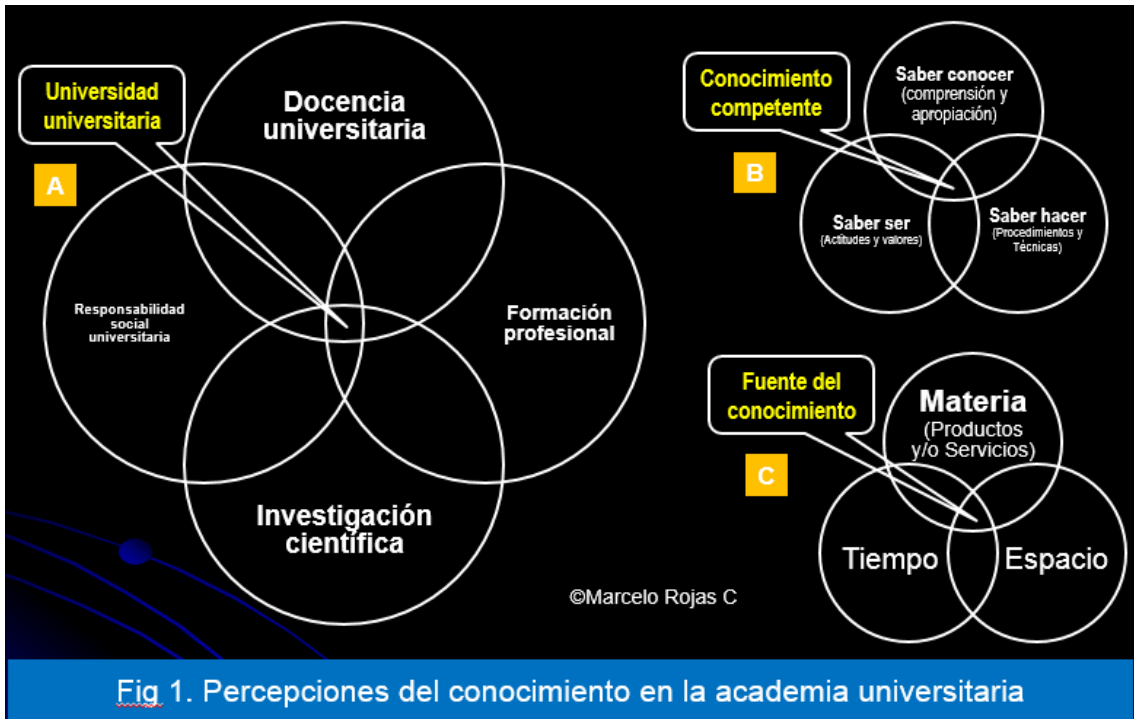 Universidad
universitaria
A
Docencia
universitaria
Responsabilidad
social
universitaria
Formación
profesional
Investigación
científica
Conocimiento
competente
B
Saber conocer
(comprensión y
apropiación)
Saber ser
(Actitudes y valores)
Saber hacer
(Procedimientos y
Técnicas)
Fuente del
conocimiento
C
Materia
(Productos
y/o Servicios)
Tiempo
Espacio
©Marcelo Rojas C
Fig 1. Percepciones del conocimiento en la academia universitaria